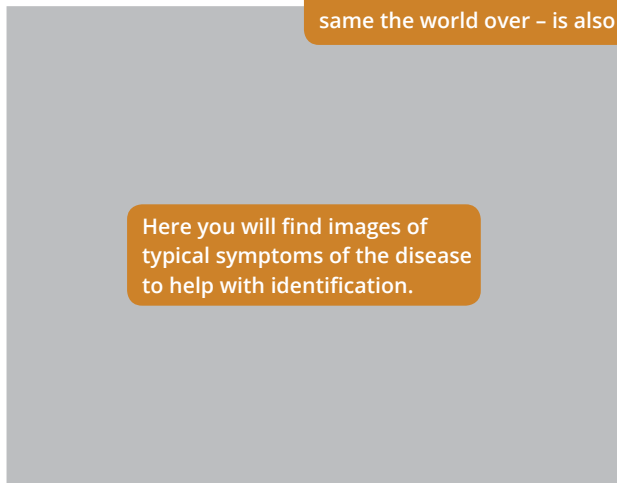 same the world over – is also
Here you will find images of
typical symptoms of the disease
to help with identification.